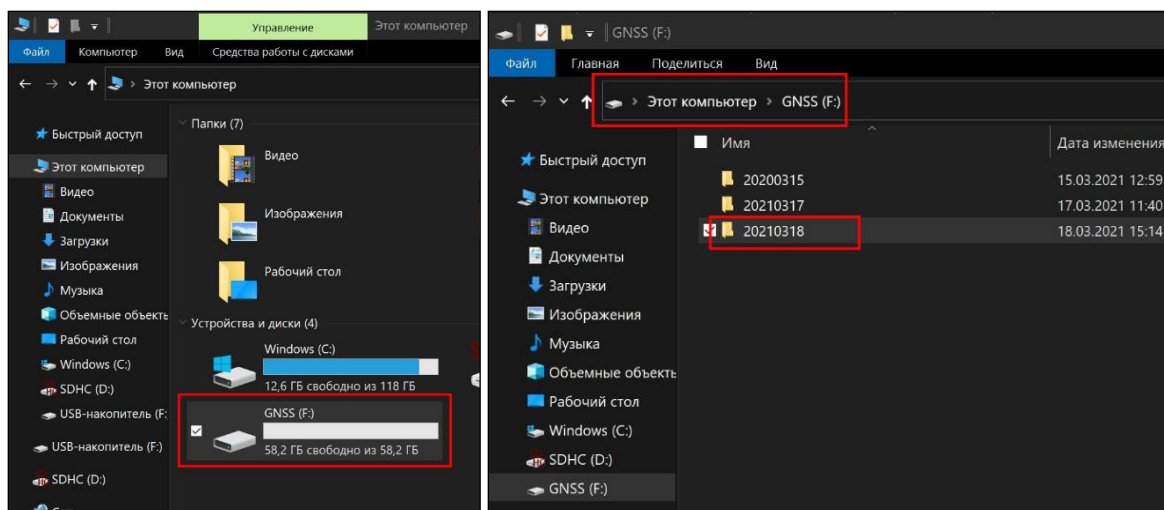 Управление
Этот компьютер
Файл
Компьютер
Вид
Средства работы с дисками
Этот компьютер
Быстрый доступ
Этот компьютер
Видео
Документы
Загрузки
Изображения
Музыка
Объемные объекть
Рабочий стол
Windows (C:)
SDHC (D:)
USB-накопитель (F:
USB-накопитель (F:)
SDHC (D:)
Папки (7)
Видео
Изображения
Рабочий стол
Устройства и диски (4)
Windows (C:)
12,6 ГБ свободно из 118 ГБ
GNSS (F:)
58,2 ГБ свободно из 58,2 ГБ
GNSS (F:)
Файл
Главная
Поделиться
Вид
Этот компьютер > GNSS (F:)
Быстрый доступ
Этот компьютер
Видео
Документы
Загрузки
Изображения
Музыка
Объемные объекть
Рабочий стол
Windows (C:)
SDHC (D:)
GNSS (F:)
Имя
Дата изменения
20200315
15.03.2021 12:59
20210317
17.03.2021 11:40
20210318
18.03.2021 15:14